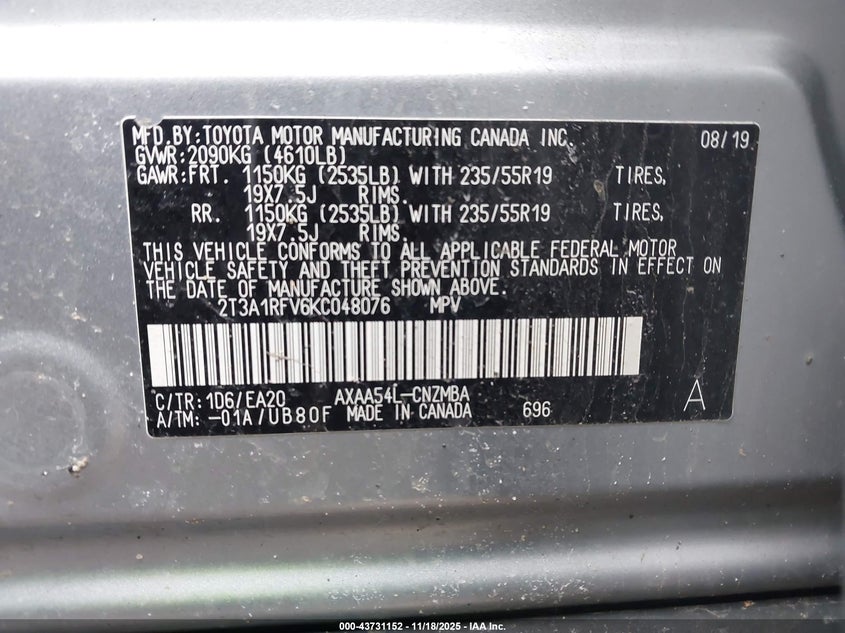 MFD.BY:TOYOTA MOTOR MANUFACTURING CANADA INC. 08/19
GVWR:2090KG (4610LB)
GAWR:FRT. 1150KG (2535LB) WITH 235/55R19 TIRES,
19X7.5J RIMS.
RR. 1150KG (2535LB) WITH 235/55R19 TIRES,
19X7.5J RIMS.
THIS VEHICLE CONFORMS TO ALL APPLICABLE FEDERAL MOTOR
VEHICLE SAFETY AND THEFT PREVENTION STANDARDS IN EFFECT ON
THE DATE OF MANUFACTURE SHOWN ABOVE.
2T3A1RFV6KC048076 MPV
C/TR:1D6/EA20 AXAA54L-CNZMBA
A/TM:-01A/UB80F MADE IN CANADA 696 A
000-43731152 - 11/18/2025 - IAA Inc.